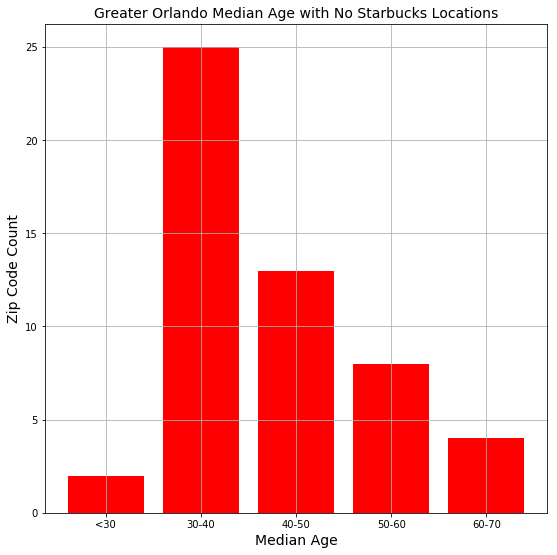 Greater Orlando Median Age with No Starbucks Locations
Zip Code Count
25
20
15
10
5
0
<30 30-40 40-50 50-60 60-70
Median Age